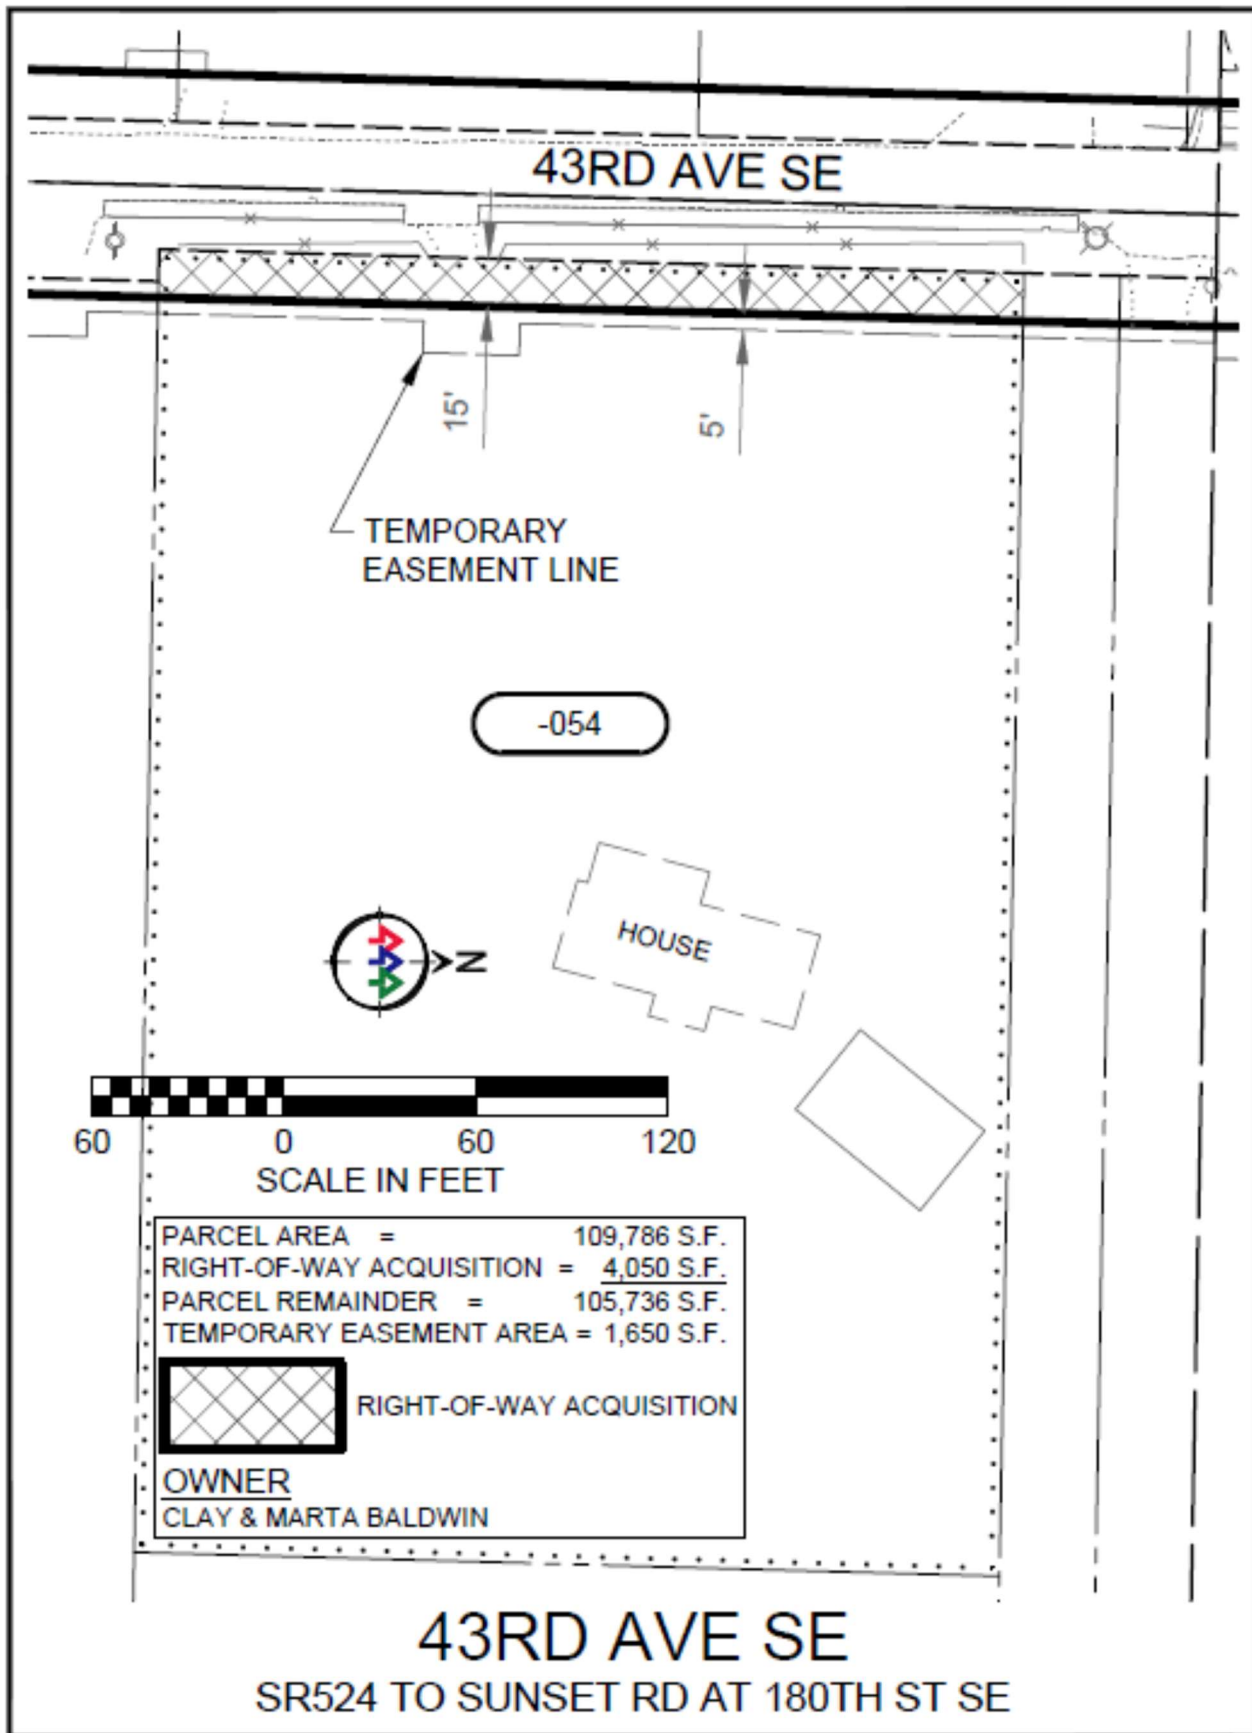 43RD AVE SE
15'
5'
TEMPORARY
EASEMENT LINE
-054
HOUSE
N
60 0 60 120
SCALE IN FEET
PARCEL AREA = 109,786 S.F.
RIGHT-OF-WAY ACQUISITION = 4,050 S.F.
PARCEL REMAINDER = 105,736 S.F.
TEMPORARY EASEMENT AREA = 1,650 S.F.
RIGHT-OF-WAY ACQUISITION
OWNER
CLAY & MARTA BALDWIN
43RD AVE SE
SR524 TO SUNSET RD AT 180TH ST SE